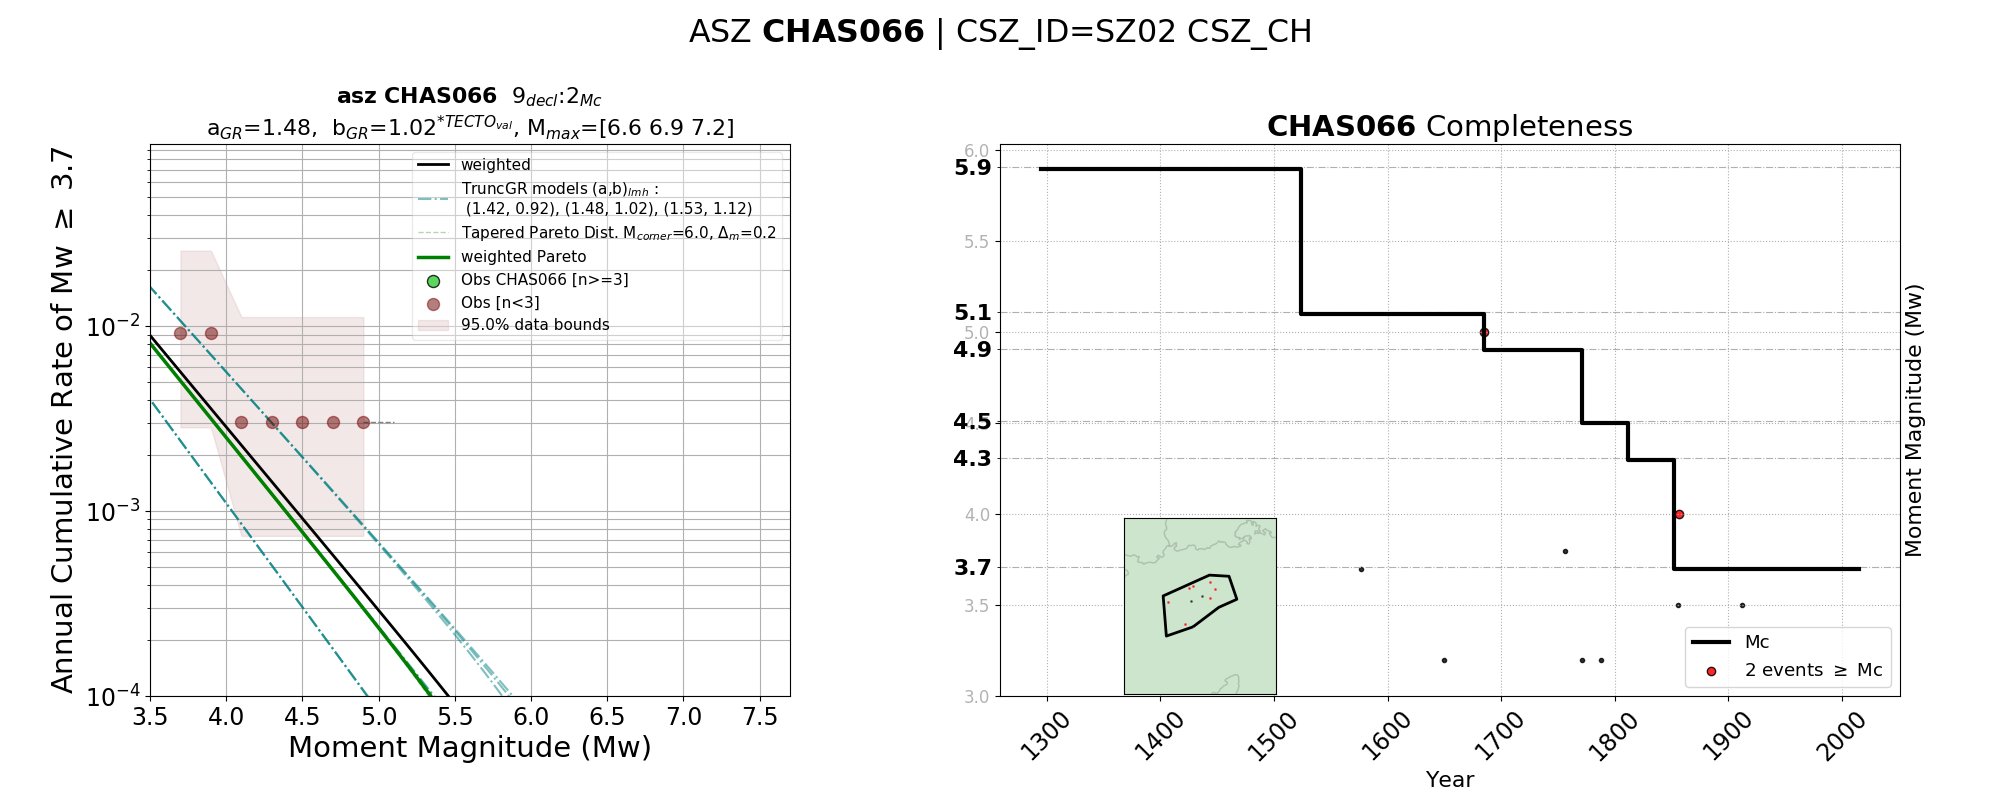 ASZ CHAS066 | CSZ_ID=SZ02 CSZ_CH
asz CHAS066 9decl:2Mc
aGR=1.48, bGR=1.02*TECTOval, Mmax=[6.6 6.9 7.2]
Annual Cumulative Rate of Mw ≥ 3.7
weighted
TruncGR models (a,b)lmh :
(1.42, 0.92), (1.48, 1.02), (1.53, 1.12)
Tapered Pareto Dist. Mcorner=6.0, Δm=0.2
weighted Pareto
Obs CHAS066 [n>=3]
Obs [n<3]
95.0% data bounds
10−2
10−3
10−4
3.5 4.0 4.5 5.0 5.5 6.0 6.5 7.0 7.5
Moment Magnitude (Mw)
CHAS066 Completeness
6.0
5.9
5.5
5.1
5.0
4.9
4.5
4.5
4.3
4.0
3.7
3.5
3.0
Moment Magnitude (Mw)
Mc
2 events ≥ Mc
1300 1400 1500 1600 1700 1800 1900 2000
Year